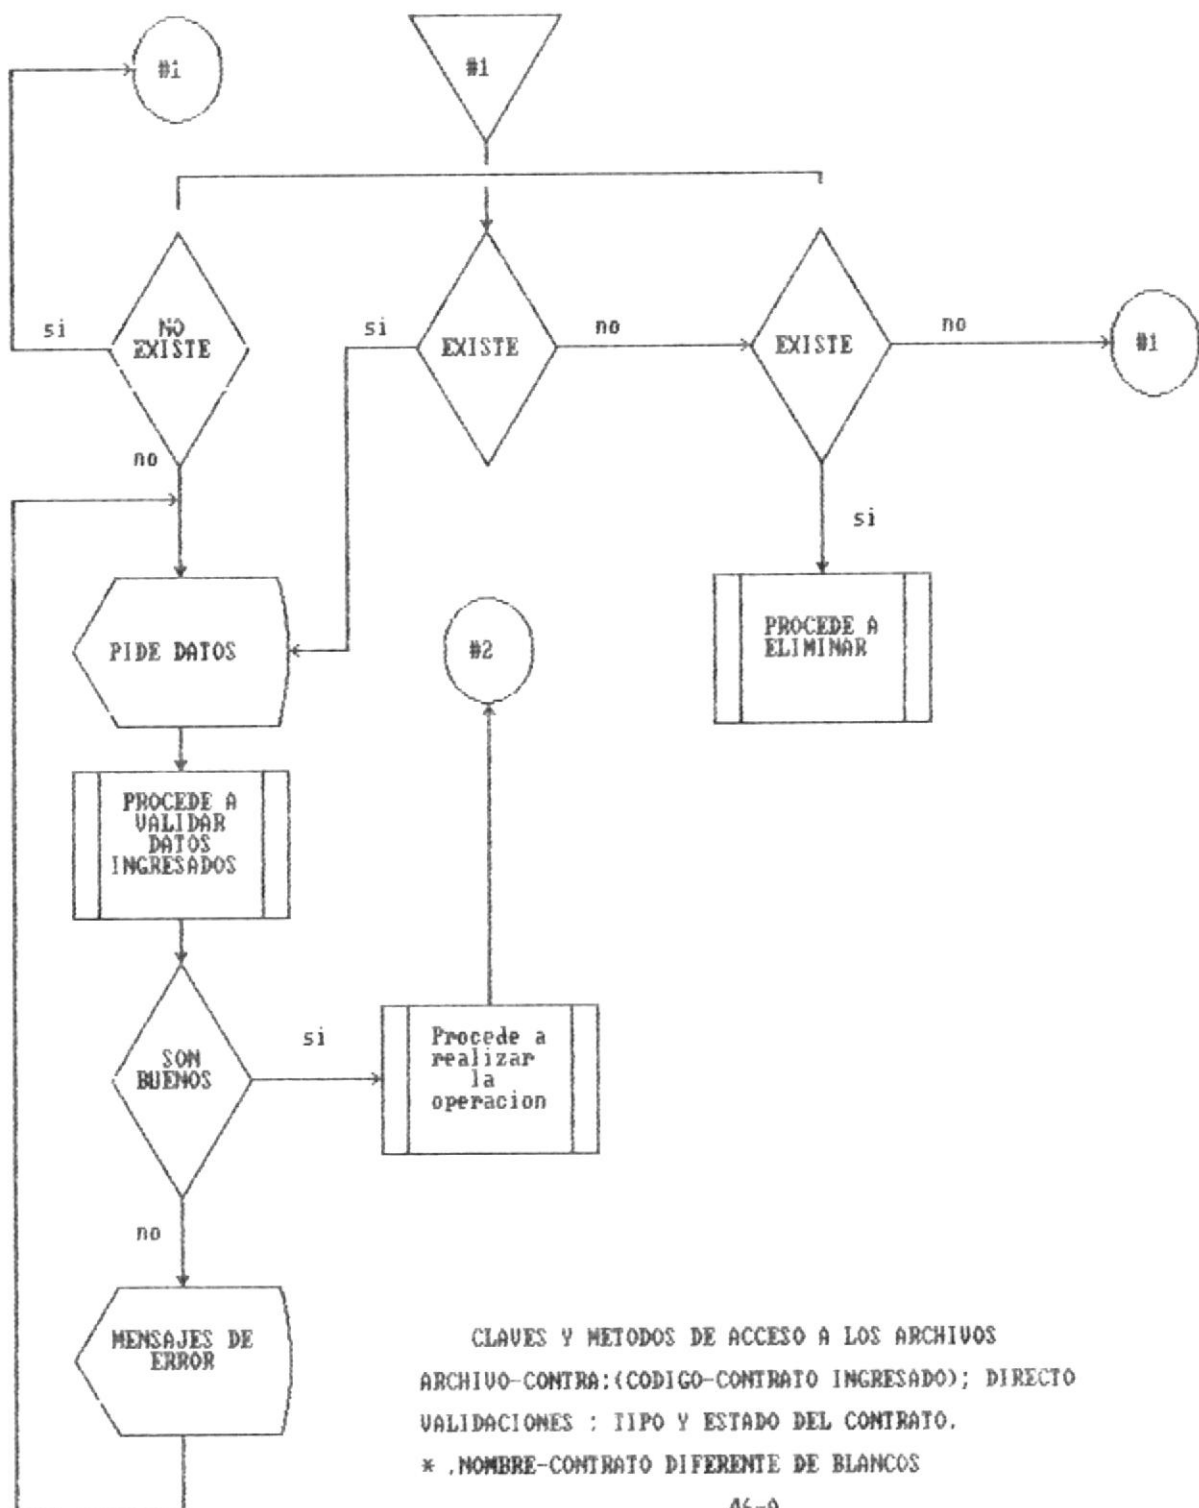 #1
#1
si
NO
EXISTE
si
EXISTE
no
EXISTE
no
#1
no
si
PIDE DATOS
#2
PROCEDE A
ELIMINAR
PROCEDE A
VALIDAR
DATOS
INGRESADOS
SON
BUENOS
si
Procede a
realizar
la
operacion
no
MENSAJES DE
ERROR
CLAVES Y METODOS DE ACCESO A LOS ARCHIVOS
ARCHIVO-CONTRA:(CODIGO-CONTRATO INGRESADO); DIRECTO
VALIDACIONES : TIPO Y ESTADO DEL CONTRATO.
* .NOMBRE-CONTRATO DIFERENTE DE BLANCOS